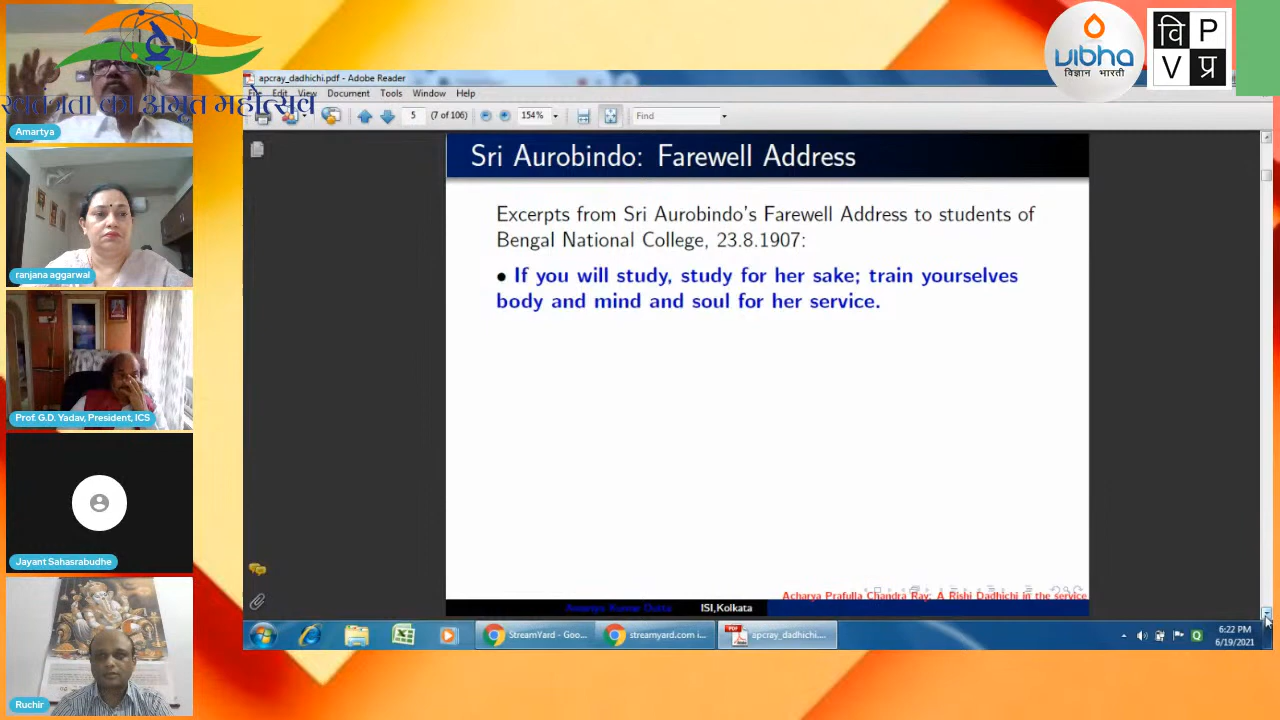 स्वतंत्रता का अमृत महोत्सव
Amartya
ranjana aggarwal
Prof. G.D. Yadav, President, ICS
Jayant Sahasrabudhe
Ruchir
vıbha
विज्ञान भारती
वि P
V प्र
apcray_dadhichi.pdf - Adobe Reader
Edit View Document Tools Window Help
5 (7 of 106) 154% Find
Sri Aurobindo: Farewell Address
Excerpts from Sri Aurobindo's Farewell Address to students of
Bengal National College, 23.8.1907:
• If you will study, study for her sake; train yourselves
body and mind and soul for her service.
Acharya Prafulla Chandra Ray: A Rishi Dadhichi in the service
Amartya Kumar Dutta ISI,Kolkata
StreamYard - Goo... streamyard.com i... apcray_dadhichi....
6:22 PM
6/19/2021